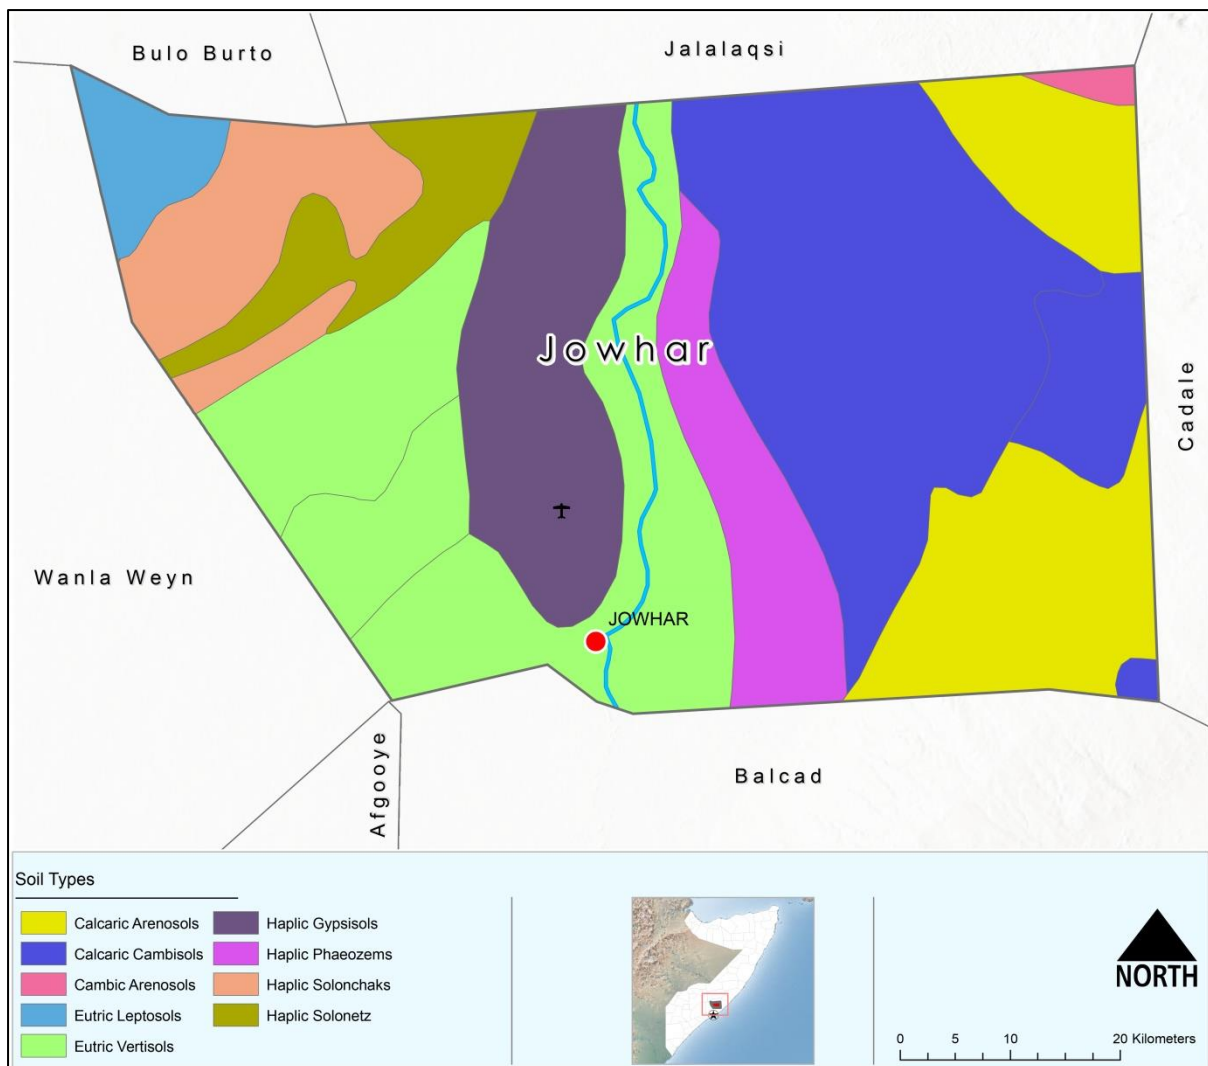 Bulo Burto
Jalalaqsi
Jowhar
Cadale
Wanla Weyn
JOWHAR
Afgooye
Balcad
Soil Types
Calcaric Arenosols
Calcaric Cambisols
Cambic Arenosols
Eutric Leptosols
Eutric Vertisols
Haplic Gypsisols
Haplic Phaeozems
Haplic Solonchaks
Haplic Solonetz
NORTH
0 5 10 20 Kilometers